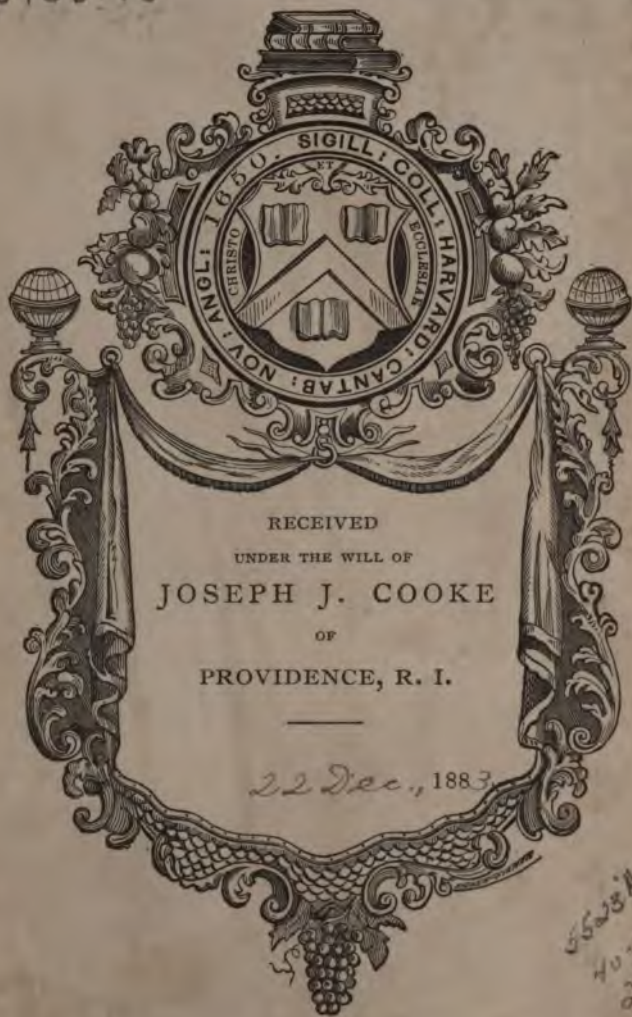 SIGILL: COLL: HARVARD: CANTAB: NOV: ANGL: 1650.
CHRISTO
ET
ECCLESIAE
RECEIVED
UNDER THE WILL OF
JOSEPH J. COOKE
OF
PROVIDENCE, R. I.
22 Dec., 1883